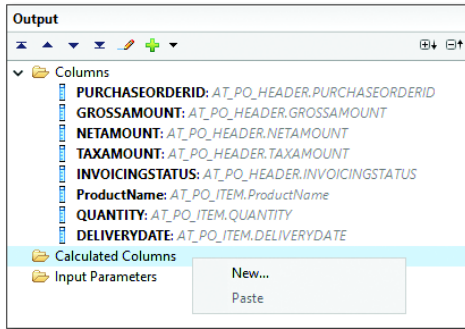 Output
Columns
PURCHASEORDERID: AT_PO_HEADER.PURCHASEORDERID
GROSSAMOUNT: AT_PO_HEADER.GROSSAMOUNT
NETAMOUNT: AT_PO_HEADER.NETAMOUNT
TAXAMOUNT: AT_PO_HEADER.TAXAMOUNT
INVOICINGSTATUS: AT_PO_HEADER.INVOICINGSTATUS
ProductName: AT_PO_ITEM.ProductName
QUANTITY: AT_PO_ITEM.QUANTITY
DELIVERYDATE: AT_PO_ITEM.DELIVERYDATE
Calculated Columns
Input Parameters
New...
Paste